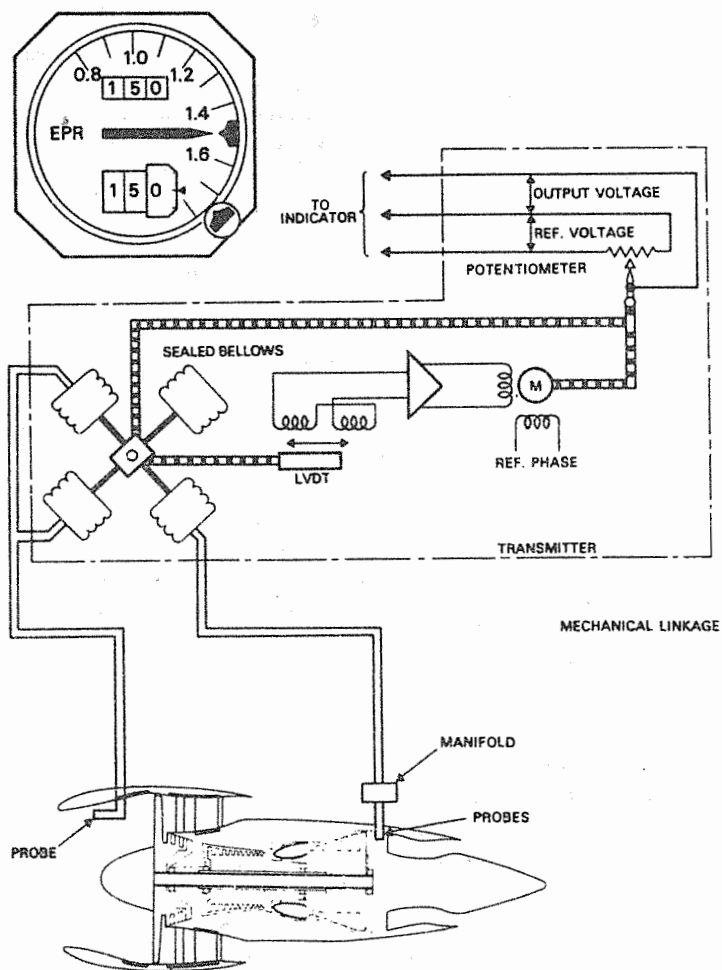 0.8
1.0
1.2
1 5 0
1.4
EPR
1.6
1 5 0
TO
INDICATOR
OUTPUT VOLTAGE
REF. VOLTAGE
POTENTIOMETER
SEALED BELLOWS
M
LVDT
REF. PHASE
TRANSMITTER
MECHANICAL LINKAGE
MANIFOLD
PROBES
PROBE